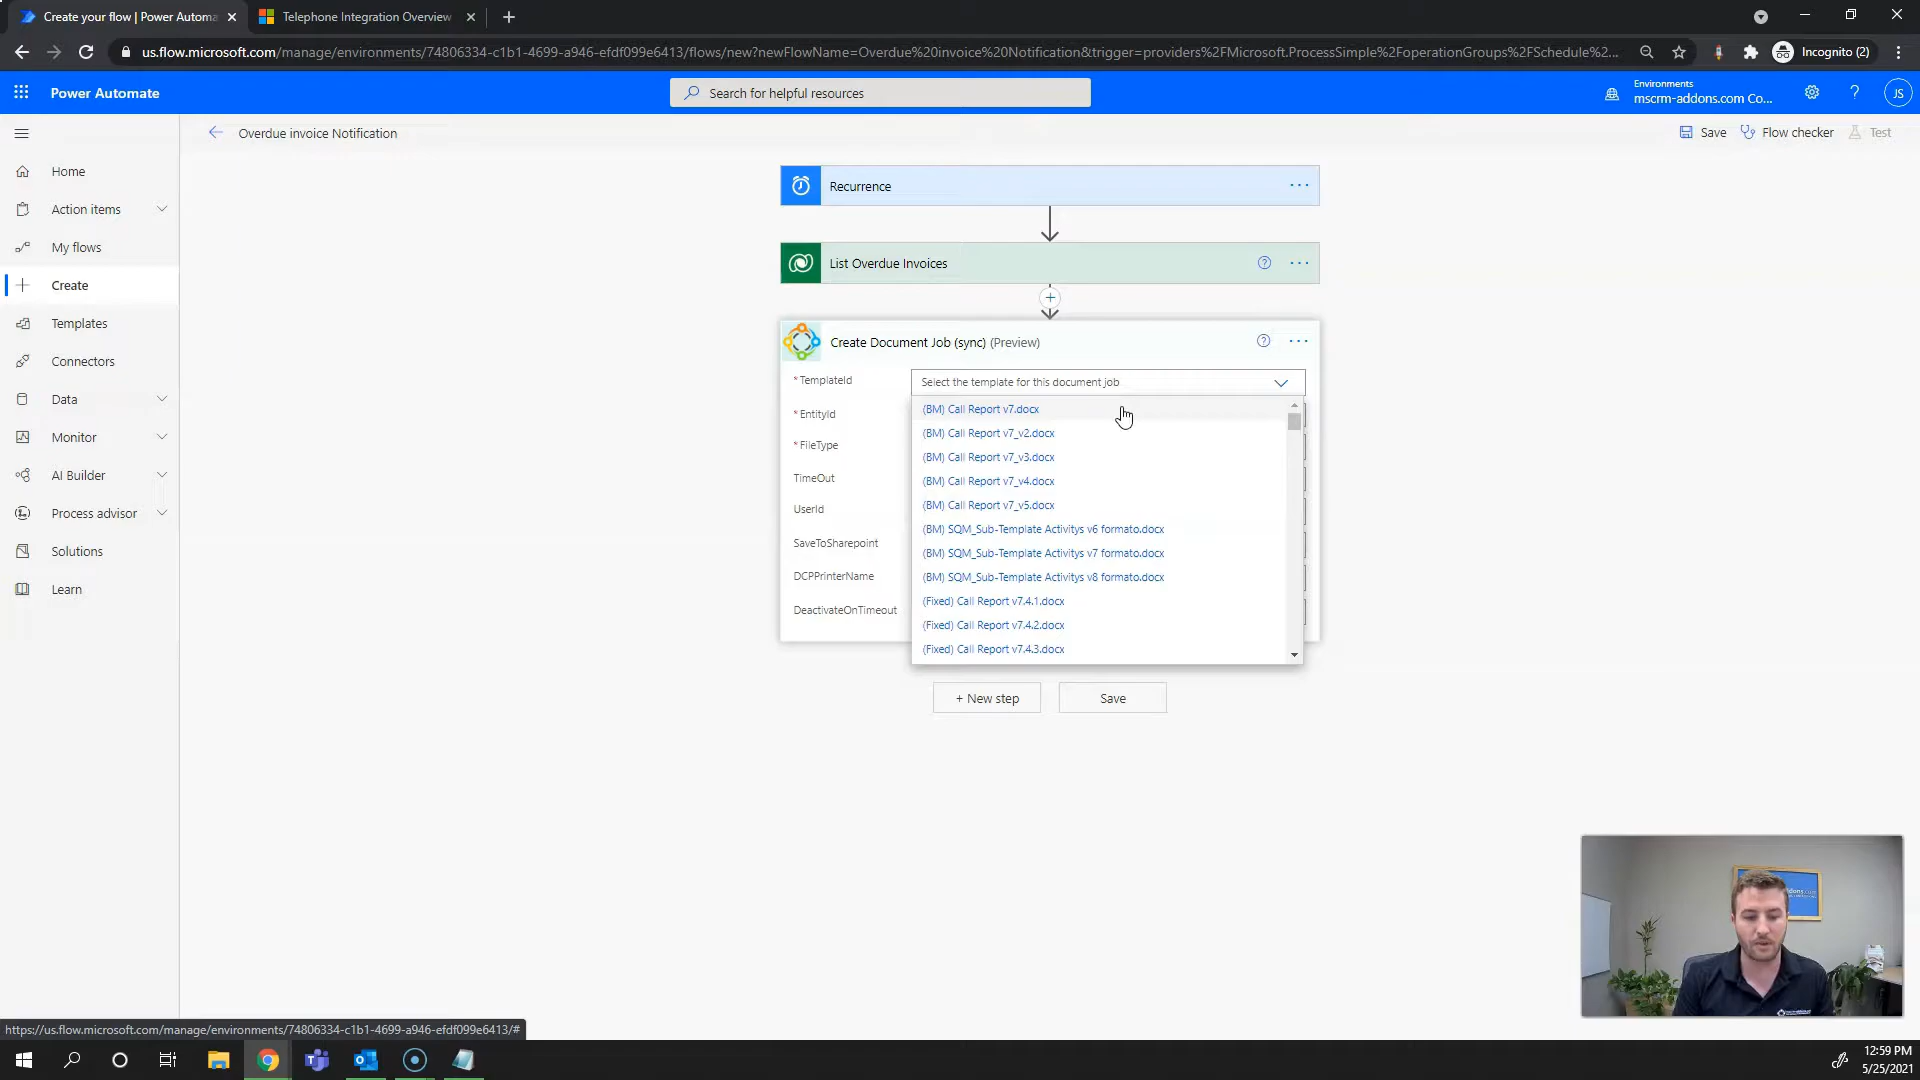 Create your flow | Power Automa
Telephone Integration Overview
us.flow.microsoft.com/manage/environments/74806334-c1b1-4699-a946-efdf099e6413/flows/new?newFlowName=Overdue%20invoice%20Notification&trigger=providers%2FMicrosoft.ProcessSimple%2FoperationGroups%2FSchedule%2...
Incognito (2)
Power Automate
Search for helpful resources
Environments
mscrm-addons.com Co...
?
JS
Overdue invoice Notification
Save
Flow checker
Test
Home
Action items
My flows
Create
Templates
Connectors
Data
Monitor
AI Builder
Process advisor
Solutions
Learn
Recurrence
List Overdue Invoices
Create Document Job (sync) (Preview)
* TemplateId
Select the template for this document job
* EntityId
* FileType
TimeOut
UserId
SaveToSharepoint
DCPPrinterName
DeactivateOnTimeout
(BM) Call Report v7.docx
(BM) Call Report v7_v2.docx
(BM) Call Report v7_v3.docx
(BM) Call Report v7_v4.docx
(BM) Call Report v7_v5.docx
(BM) SQM_Sub-Template Activitys v6 formato.docx
(BM) SQM_Sub-Template Activitys v7 formato.docx
(BM) SQM_Sub-Template Activitys v8 formato.docx
(Fixed) Call Report v7.4.1.docx
(Fixed) Call Report v7.4.2.docx
(Fixed) Call Report v7.4.3.docx
+ New step
Save
https://us.flow.microsoft.com/manage/environments/74806334-c1b1-4699-a946-efdf099e6413/#
12:59 PM
5/25/2021